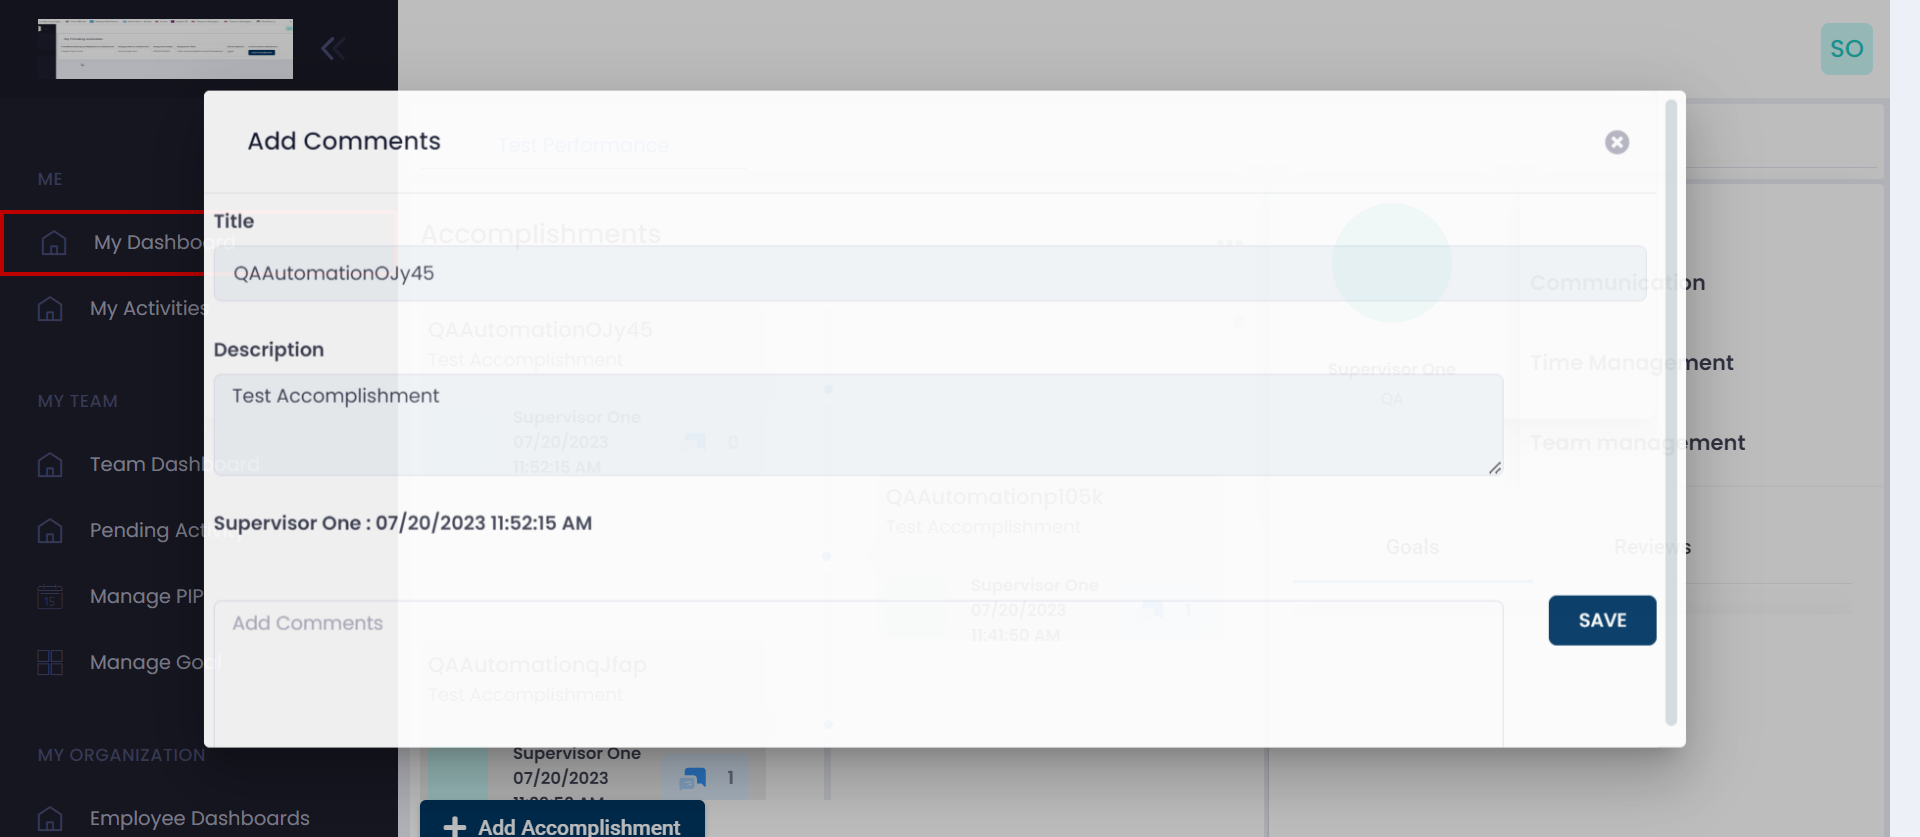 SO
Add Comments
Test Performance
ME
Title
My Dashboard
Accomplishments
QAAutomationOJy45
Communication
My Activities
QAAutomationOJy45
Description
Test Accomplishment
Time Management
Supervisor One
Test Accomplishment
QA
MY TEAM
Supervisor One
07/20/2023
0
11:52:15 AM
Team management
Team Dashboard
QAAutomationp105k
Supervisor One : 07/20/2023 11:52:15 AM
Test Accomplishment
Pending Act
Goals
Reviews
Supervisor One
Manage PIP
15
07/20/2023
1
Add Comments
SAVE
11:41:50 AM
Manage Goal
QAAutomationqJfap
Test Accomplishment
MY ORGANIZATION
Supervisor One
07/20/2023
1
Employee Dashboards
Add Accomplishment